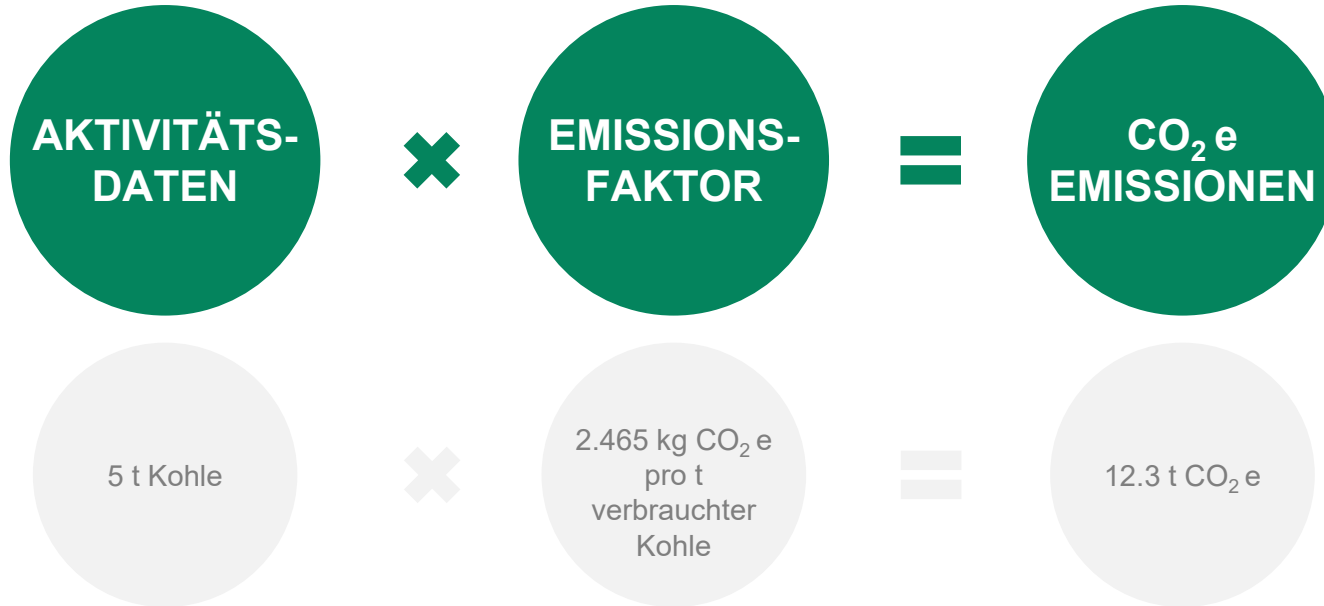 AKTIVITÄTS-
DATEN
EMISSIONS-
FAKTOR
CO₂ e
EMISSIONEN
5 t Kohle
2.465 kg CO₂ e
pro t
verbrauchter
Kohle
12.3 t CO₂ e